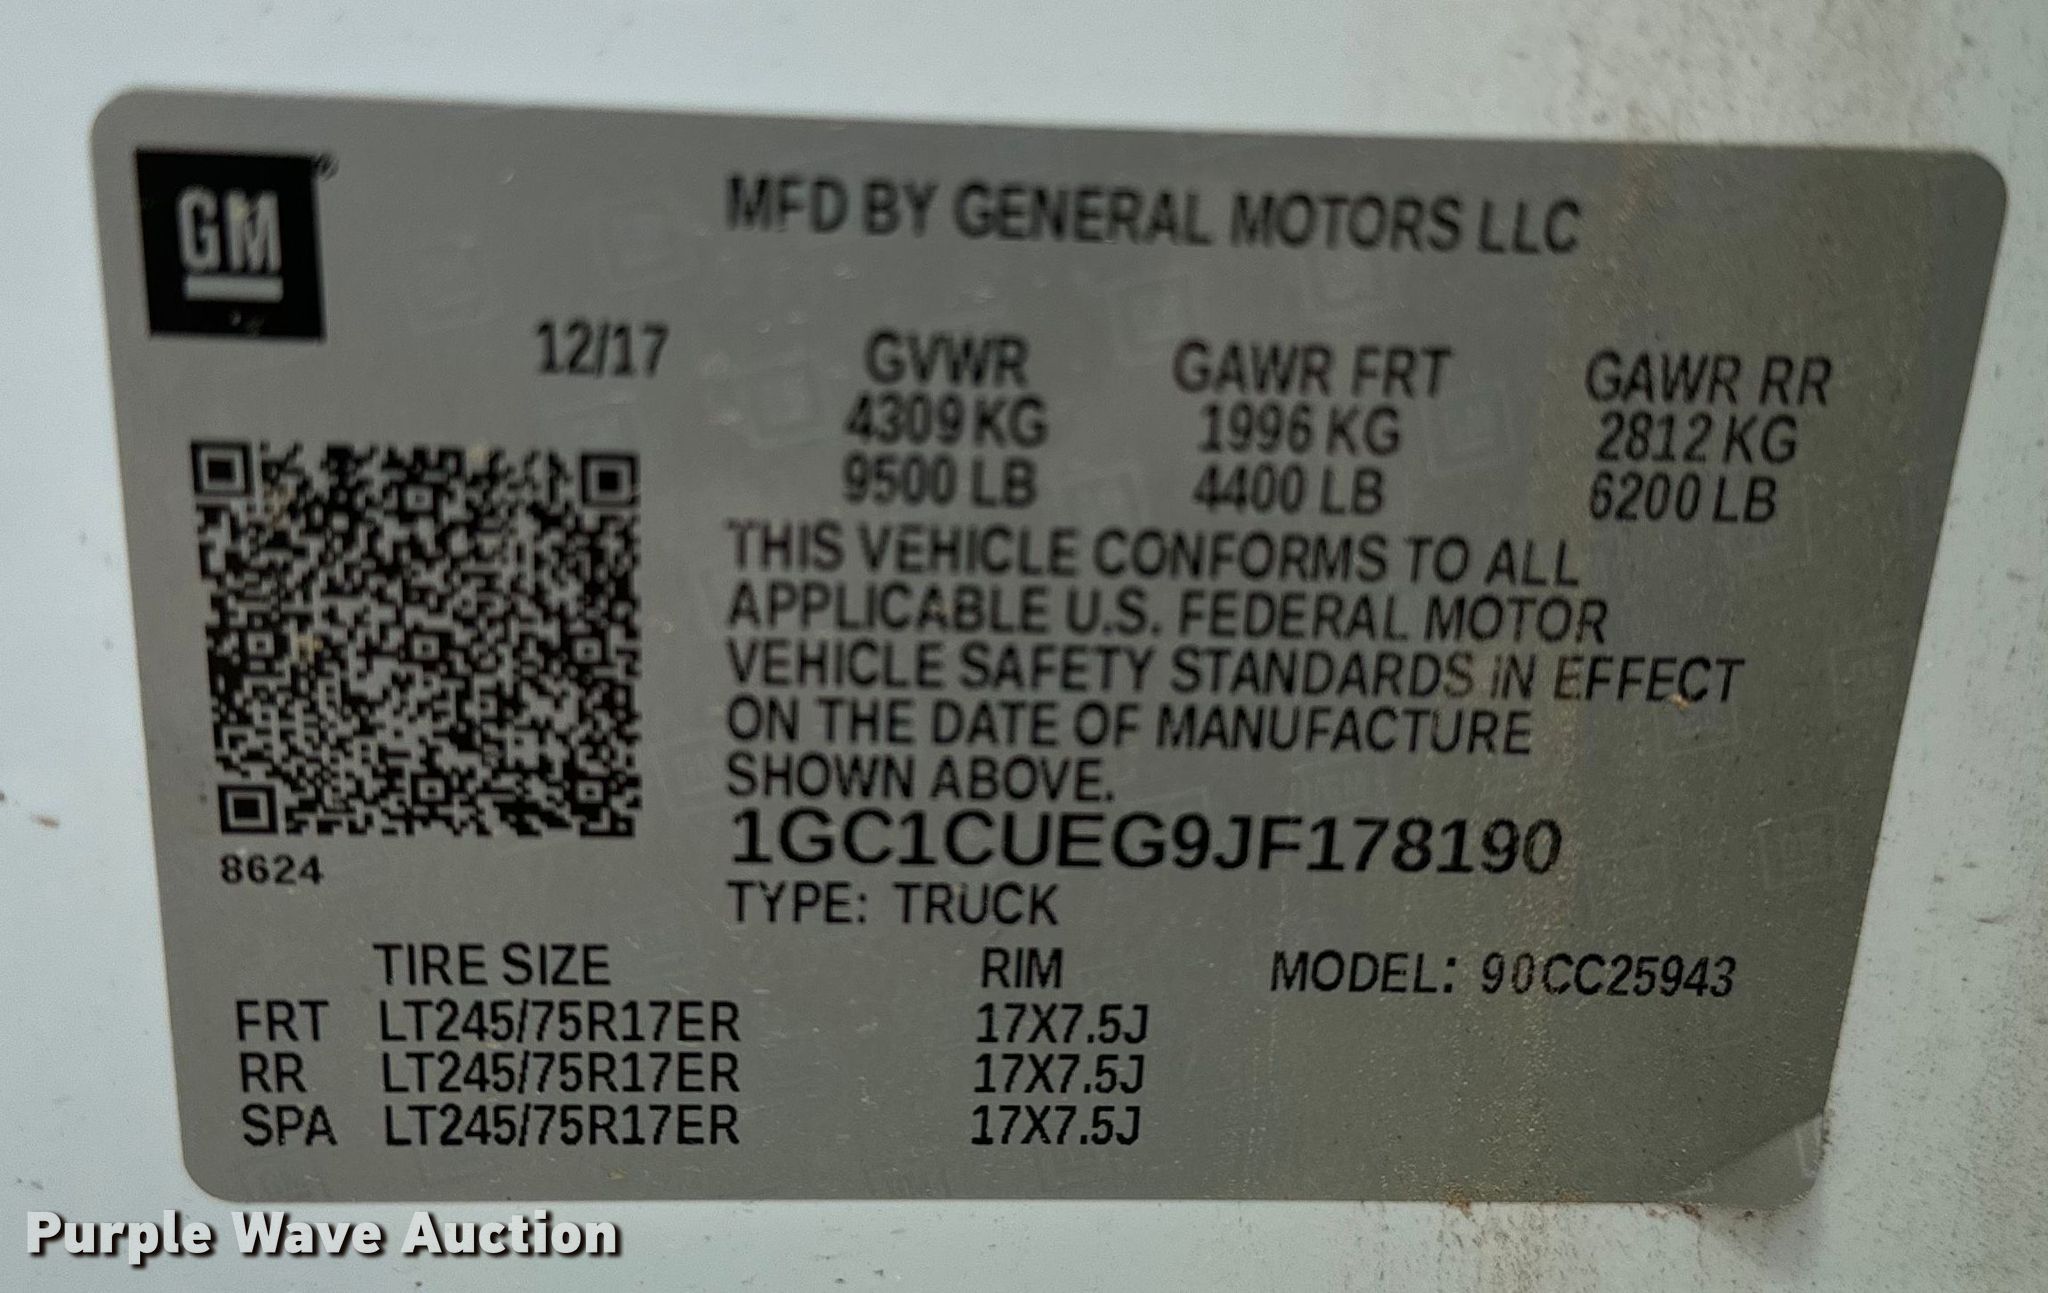 GM
MFD BY GENERAL MOTORS LLC
12/17 GVWR GAWR FRT GAWR RR
4309 KG 1996 KG 2812 KG
9500 LB 4400 LB 6200 LB
THIS VEHICLE CONFORMS TO ALL
APPLICABLE U.S. FEDERAL MOTOR
VEHICLE SAFETY STANDARDS IN EFFECT
ON THE DATE OF MANUFACTURE
SHOWN ABOVE.
1GC1CUEG9JF178190
8624
TYPE: TRUCK
TIRE SIZE RIM MODEL: 90CC25943
FRT LT245/75R17ER 17X7.5J
RR LT245/75R17ER 17X7.5J
SPA LT245/75R17ER 17X7.5J
Purple Wave Auction